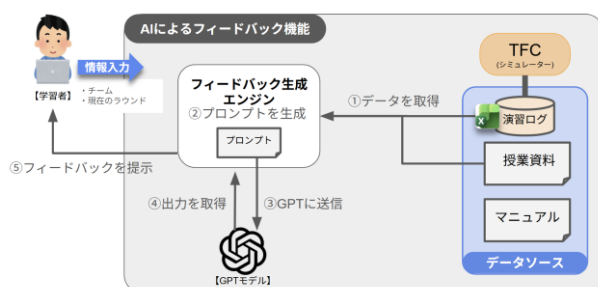 AIによるフィードバック機能
情報入力
・チーム
・現在のラウンド
【学習者】
フィードバック生成
エンジン
②プロンプトを生成
プロンプト
①データを取得
TFC
(シミュレーター)
X
演習ログ
授業資料
マニュアル
データソース
⑤フィードバックを提示
④出力を取得
③GPTに送信
【GPTモデル】